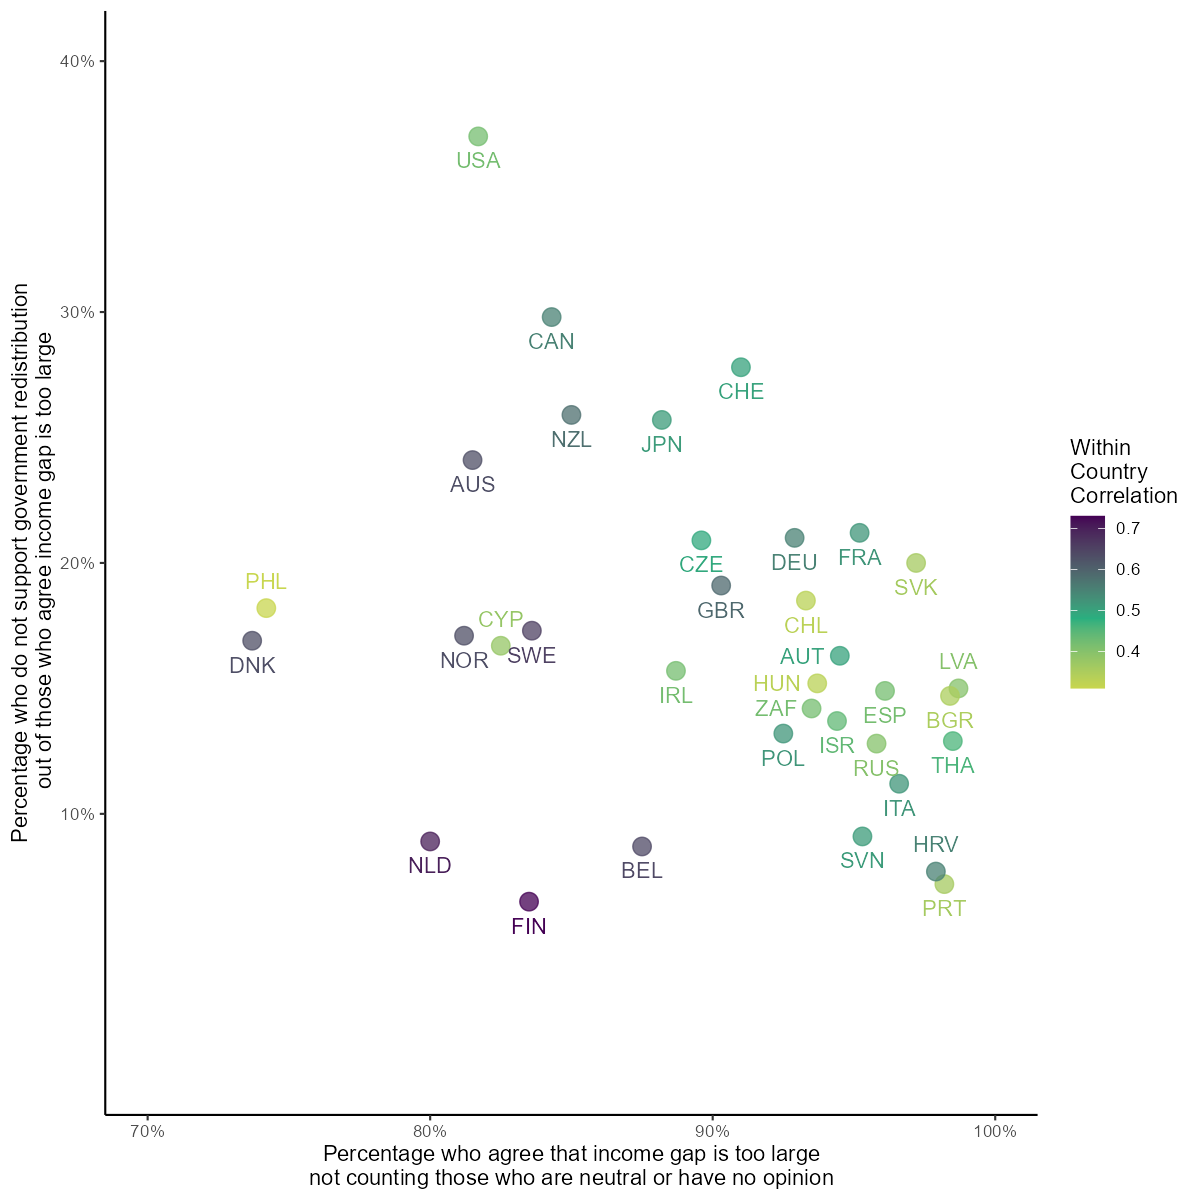 40%
30%
20%
10%
Percentage who do not support government redistribution
out of those who agree income gap is too large
USA
CAN
CHE
NZL
JPN
AUS
CZE
DEU
FRA
SVK
PHL
GBR
CYP
CHL
DNK
NOR
SWE
AUT
LVA
HUN
IRL
ZAF
ESP
BGR
ISR
POL
RUS
THA
ITA
NLD
BEL
SVN
HRV
FIN
PRT
70%
80%
90%
100%
Percentage who agree that income gap is too large
not counting those who are neutral or have no opinion
Within
Country
Correlation
0.7
0.6
0.5
0.4